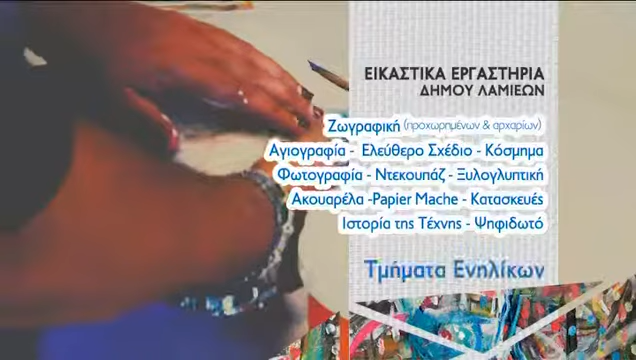 ΕΙΚΑΣΤΙΚΑ ΕΡΓΑΣΤΗΡΙΑ
ΔΗΜΟΥ ΛΑΜΙΕΩΝ
Ζωγραφική (προχωρημένων & αρχαρίων)
Αγιογραφία - Ελεύθερο Σχέδιο - Κόσμημα
Φωτογραφία - Ντεκουπάζ - Ξυλογλυπτική
Ακουαρέλα -Papier Mache - Κατασκευές
Ιστορία της Τέχνης - Ψηφιδωτό
Τμήματα Ενηλίκων